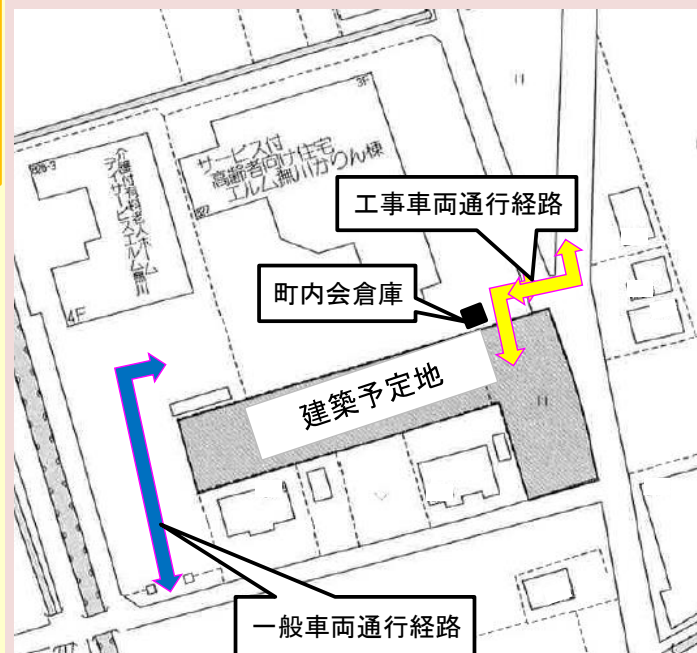 3F
サービス付
高齢者向け住宅
エルム撫川かりん棟
介護付有料老人ホーム
デイサービスエルム撫川
4F
工事車両通行経路
町内会倉庫
建築予定地
一般車両通行経路